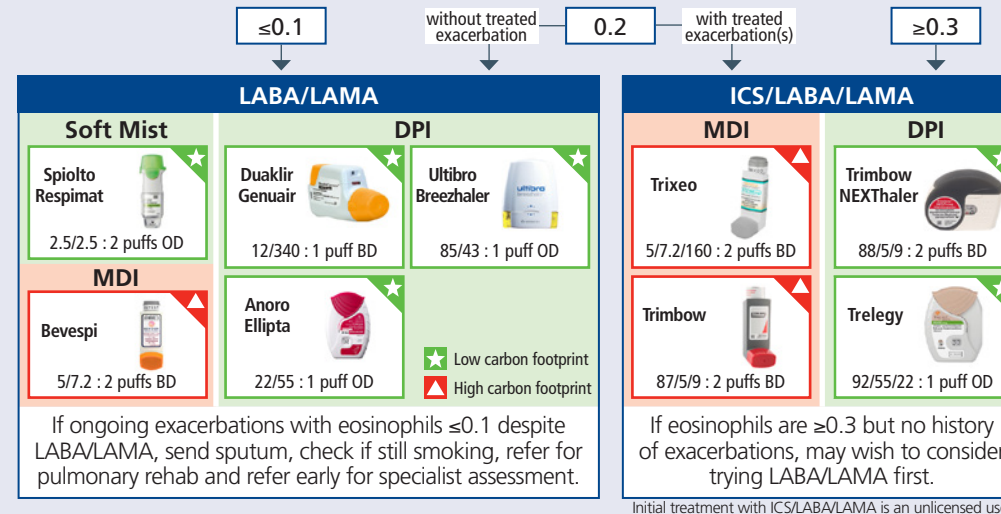 ≤0.1
without treated
exacerbation
0.2
with treated
exacerbation(s)
≥0.3
LABA/LAMA
Soft Mist
DPI
Spiolto
Respimat
2.5/2.5 : 2 puffs OD
Duaklir
Genuair
12/340 : 1 puff BD
Ultibro
Breezhaler
ultibro
85/43 : 1 puff OD
MDI
Bevespi
5/7.2 : 2 puffs BD
Anoro
Ellipta
22/55 : 1 puff OD
Low carbon footprint
High carbon footprint
If ongoing exacerbations with eosinophils ≤0.1 despite
LABA/LAMA, send sputum, check if still smoking, refer for
pulmonary rehab and refer early for specialist assessment.
ICS/LABA/LAMA
MDI
DPI
Trixeo
5/7.2/160 : 2 puffs BD
Trimbow
NEXThaler
88/5/9 : 2 puffs BD
Trimbow
87/5/9 : 2 puffs BD
Trelegy
92/55/22 : 1 puff OD
If eosinophils are ≥0.3 but no history
of exacerbations, may wish to consider
trying LABA/LAMA first.
Initial treatment with ICS/LABA/LAMA is an unlicensed us